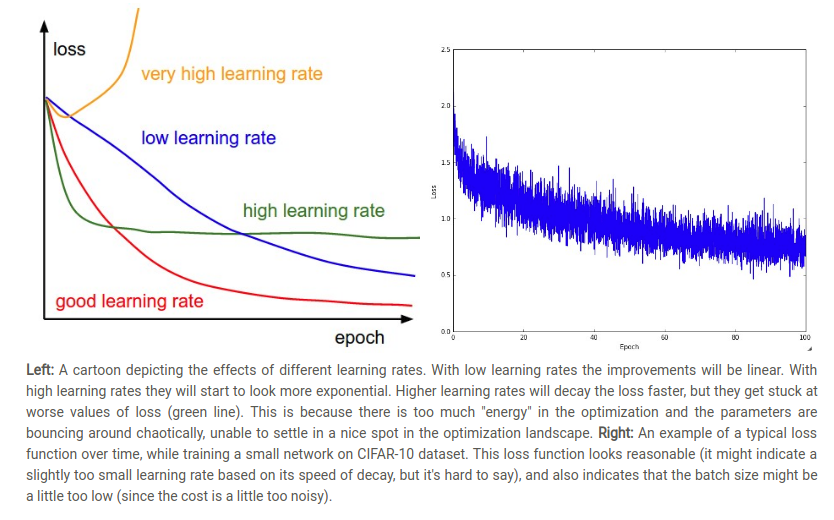 loss
very high learning rate
low learning rate
high learning rate
good learning rate
epoch
2.5
2.0
1.5
1.0
0.5
0.0
Loss
0 20 40 60 80 100
Epoch
Left: A cartoon depicting the effects of different learning rates. With low learning rates the improvements will be linear. With
high learning rates they will start to look more exponential. Higher learning rates will decay the loss faster, but they get stuck at
worse values of loss (green line). This is because there is too much "energy" in the optimization and the parameters are
bouncing around chaotically, unable to settle in a nice spot in the optimization landscape. Right: An example of a typical loss
function over time, while training a small network on CIFAR-10 dataset. This loss function looks reasonable (it might indicate a
slightly too small learning rate based on its speed of decay, but it's hard to say), and also indicates that the batch size might be
a little too low (since the cost is a little too noisy).